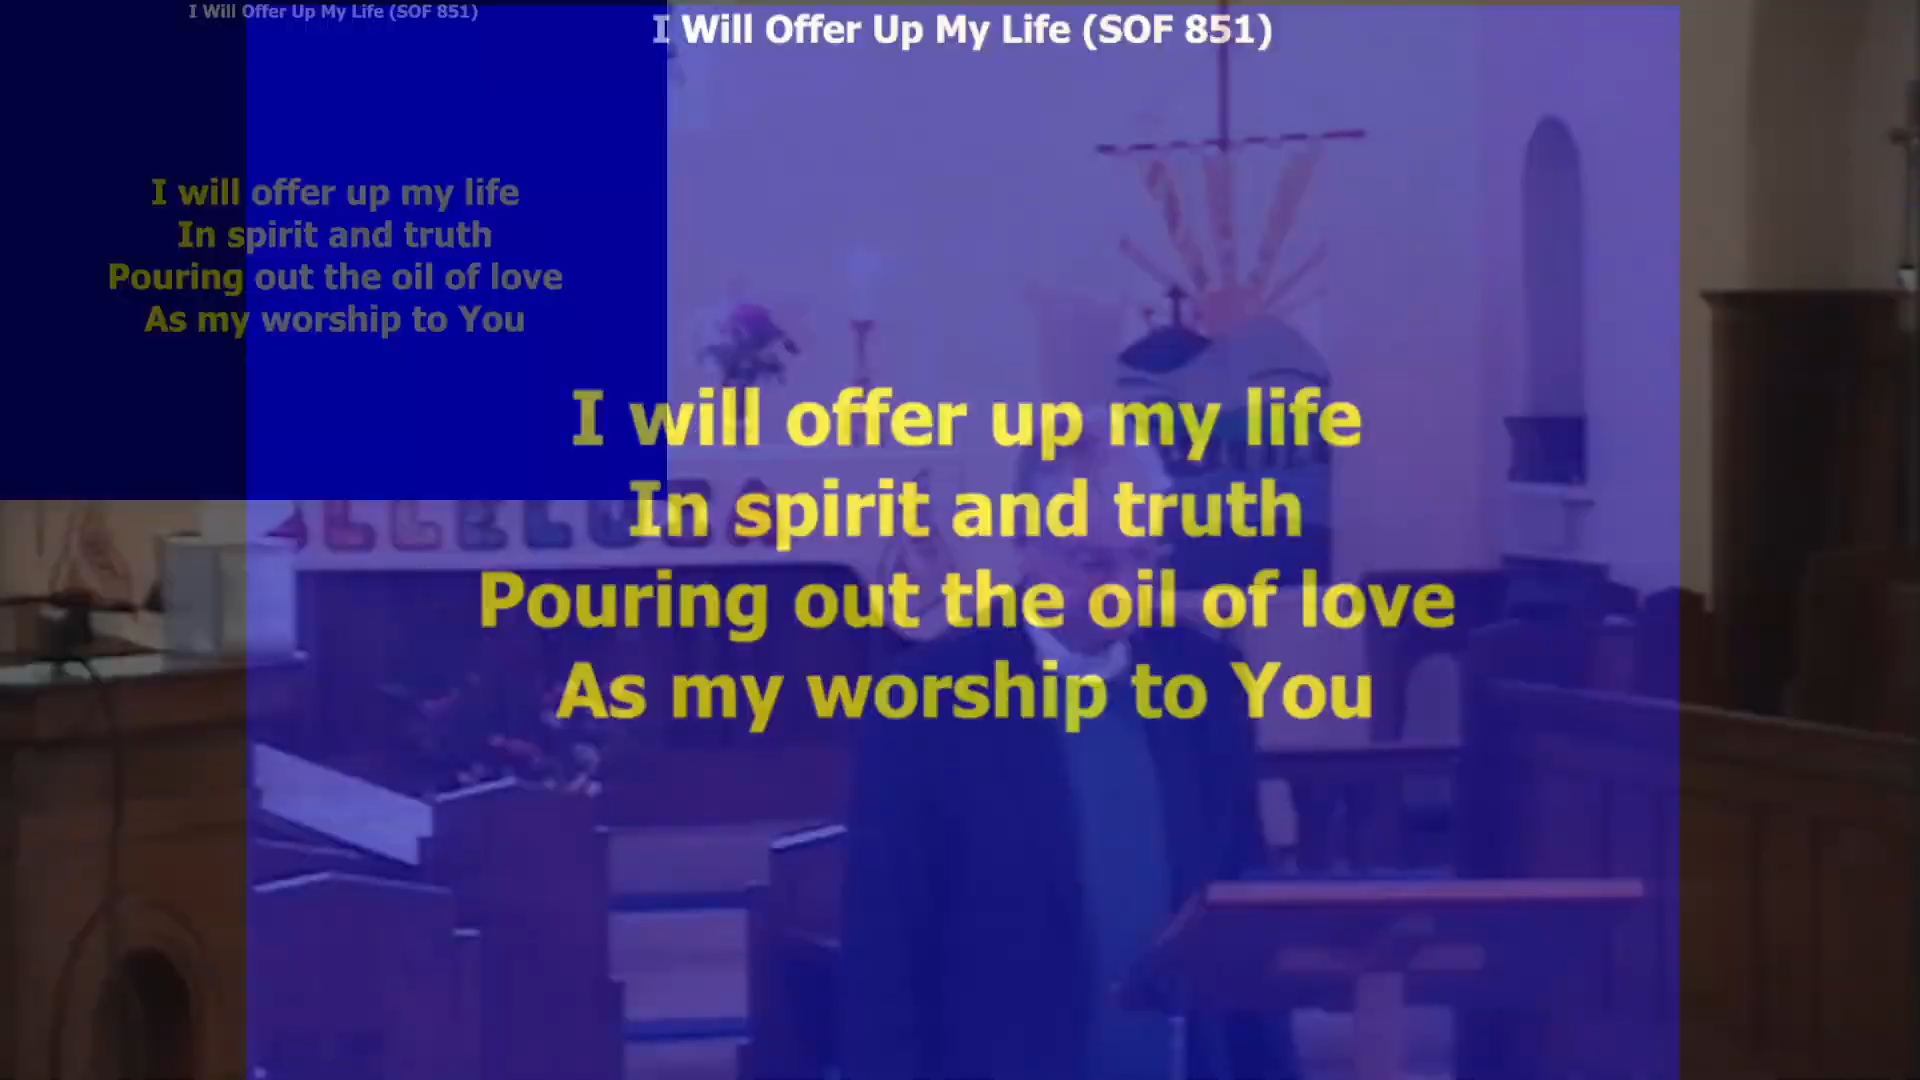 I Will Offer Up My Life (SOF 851)
I will offer up my life
In spirit and truth
Pouring out the oil of love
As my worship to You
I Will Offer Up My Life (SOF 851)
I will offer up my life
In spirit and truth
Pouring out the oil of love
As my worship to You
ALLELUIA